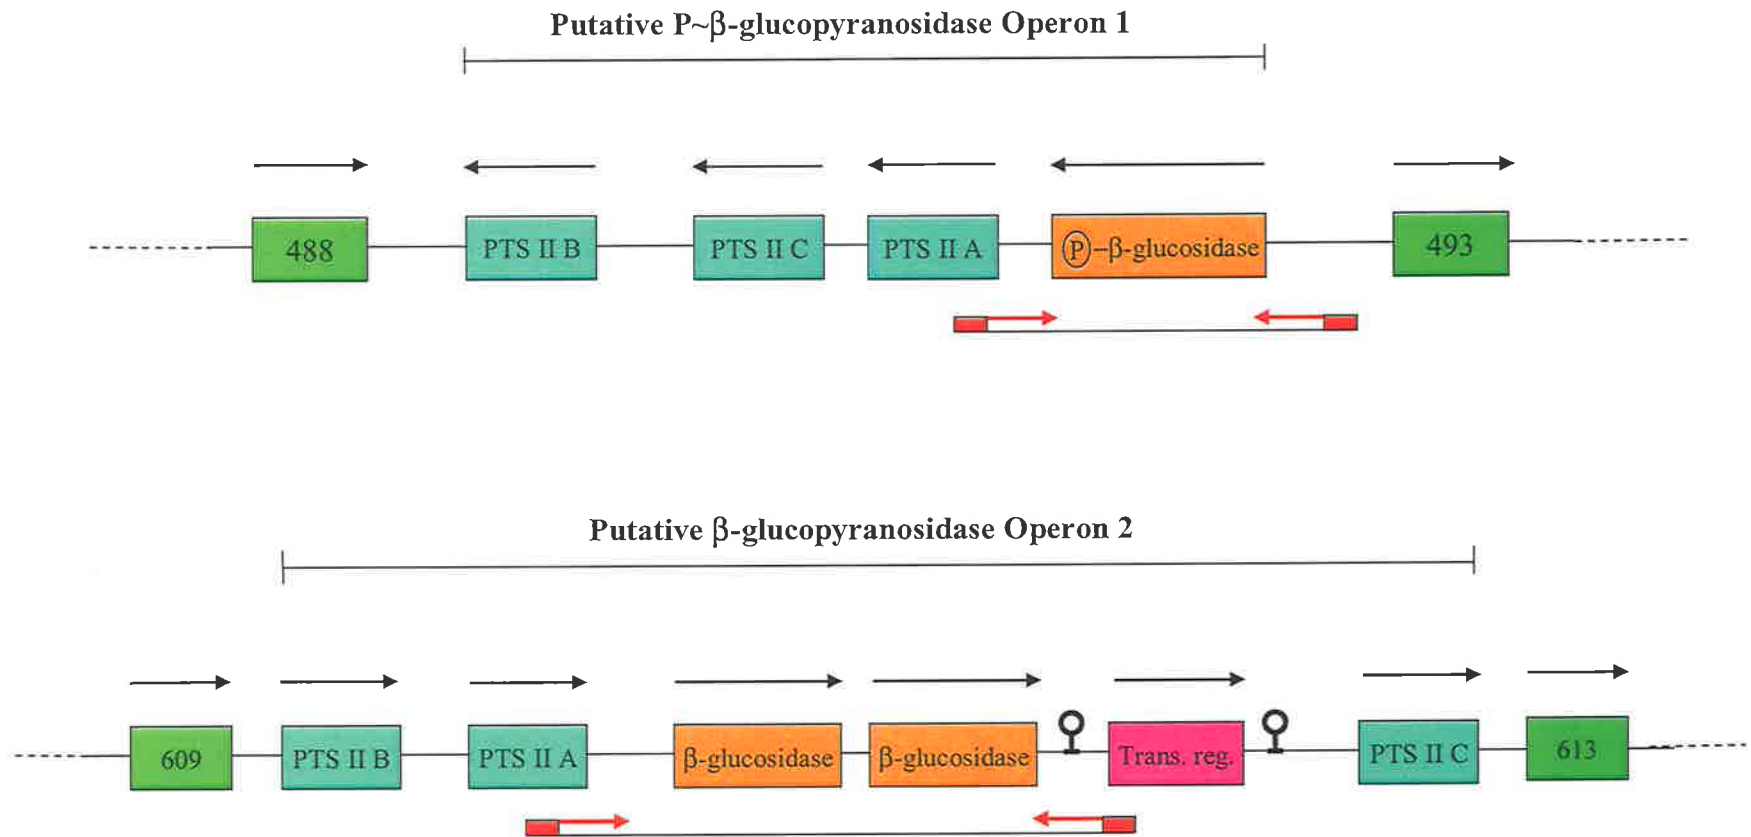 Putative P~β-glucopyranosidase Operon 1
488 PTS II B PTS II C PTS II A P–β-glucosidase 493
Putative β-glucopyranosidase Operon 2
609 PTS II B PTS II A β-glucosidase β-glucosidase Trans. reg. PTS II C 613